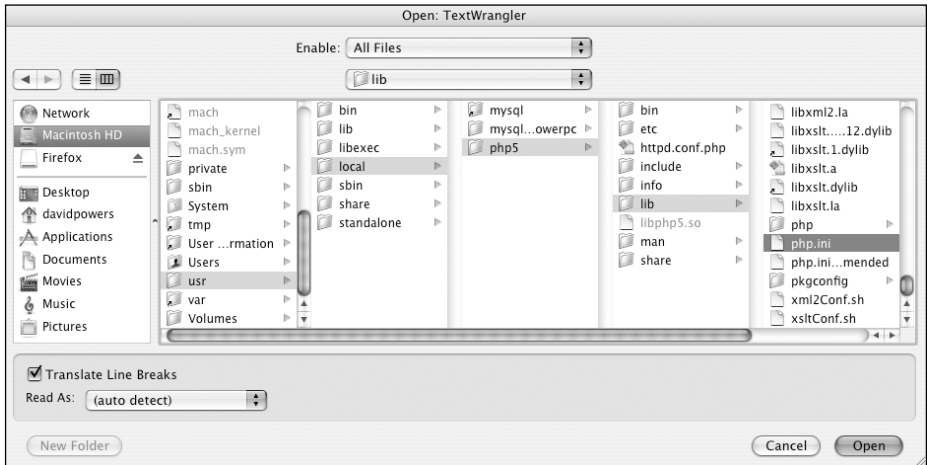 Open: TextWrangler
Enable: All Files
lib
Network
Macintosh HD
Firefox
Desktop
davidpowers
Applications
Documents
Movies
Music
Pictures
mach
mach_kernel
mach.sym
private
sbin
System
tmp
User ...rmation
Users
usr
var
Volumes
bin
lib
libexec
local
sbin
share
standalone
mysql
mysql...owerpc
php5
bin
etc
httpd.conf.php
include
info
lib
libphp5.so
man
share
libxml2.la
libxslt.....12.dylib
libxslt.1.dylib
libxslt.a
libxslt.dylib
libxslt.la
php
php.ini
php.ini...mended
pkgconfig
xml2Conf.sh
xsltConf.sh
Translate Line Breaks
Read As: (auto detect)
New Folder
Cancel
Open